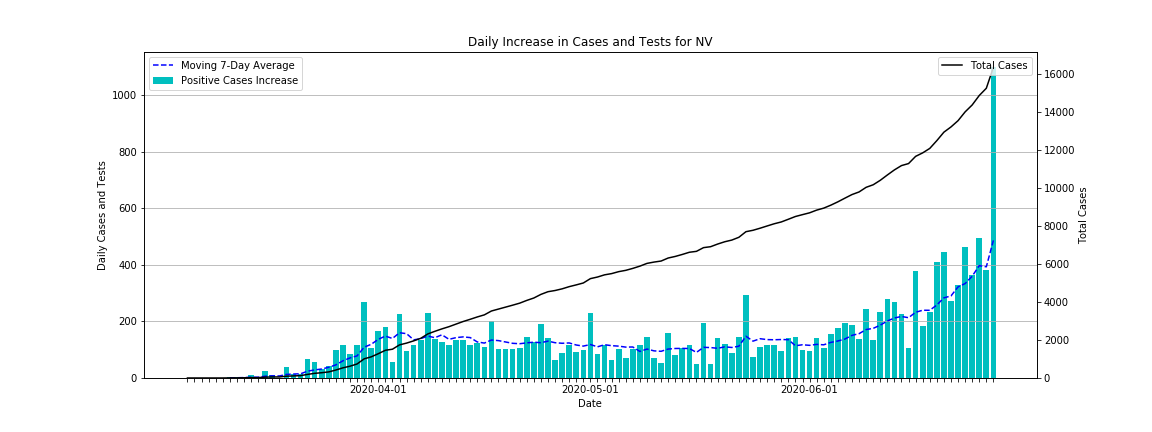 Daily Increase in Cases and Tests for NV
Moving 7-Day Average
Positive Cases Increase
Total Cases
Daily Cases and Tests
1000
800
600
400
200
0
16000
14000
12000
10000
8000
6000
4000
2000
0
Total Cases
2020-04-01
2020-05-01
2020-06-01
Date